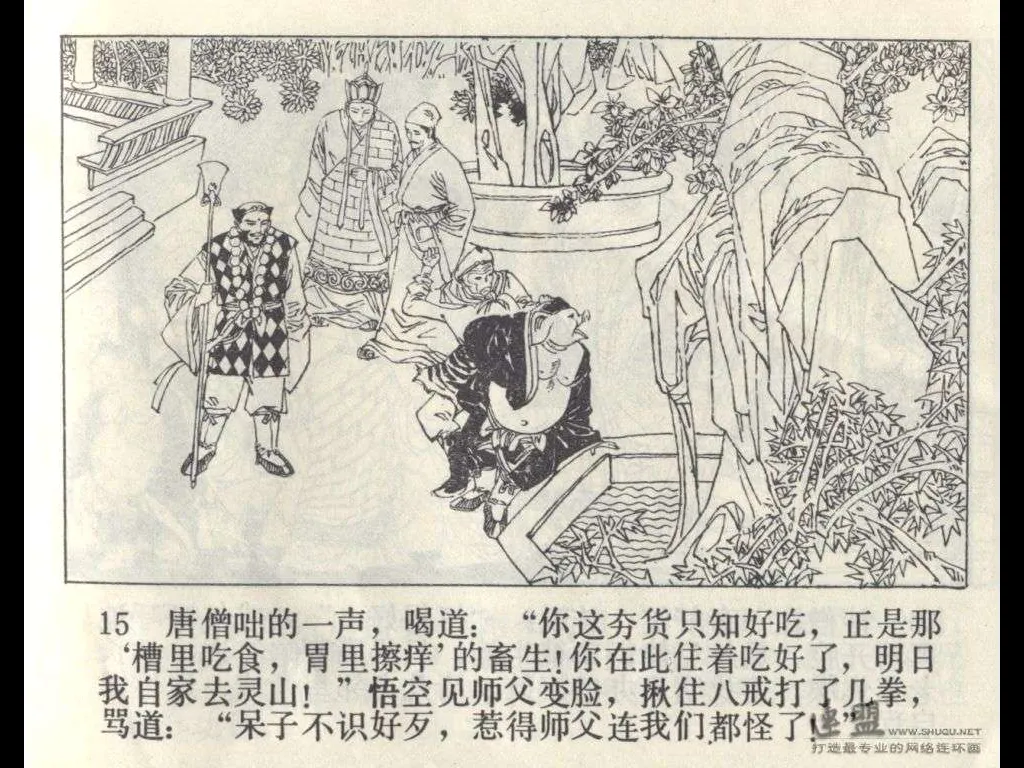 15 唐僧咄的一声，喝道：“你这夯货只知好吃，正是那
‘槽里吃食，胃里擦痒’的畜生！你在此住着吃好了，明日
我自家去灵山！”悟空见师父变脸，揪住八戒打了几拳，
骂道：“呆子不识好歹，惹得师父连我们都怪了！”
连盟 WWW.SHUQU.NET
打造最专业的网络连环画